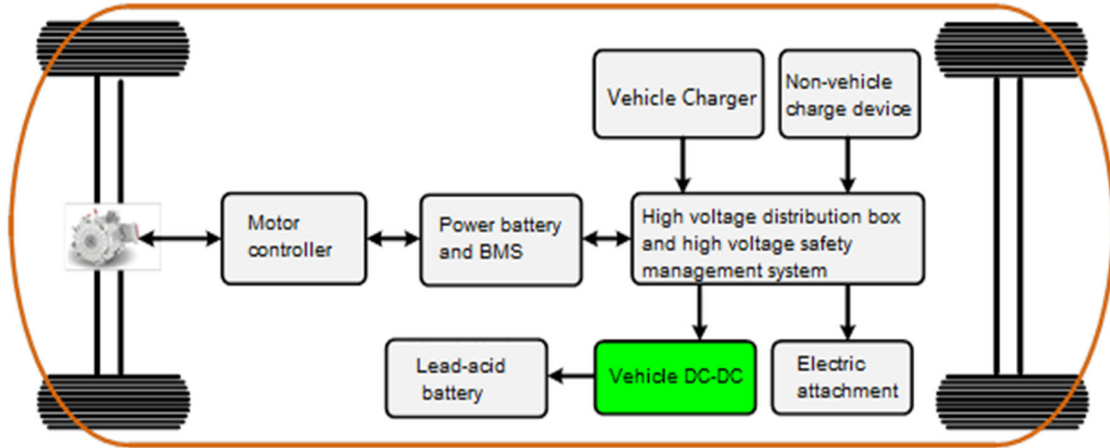 Vehicle Charger
Non-vehicle
charge device
Motor
controller
Power battery
and BMS
High voltage distribution box
and high voltage safety
management system
Lead-acid
battery
Vehicle DC-DC
Electric
attachment